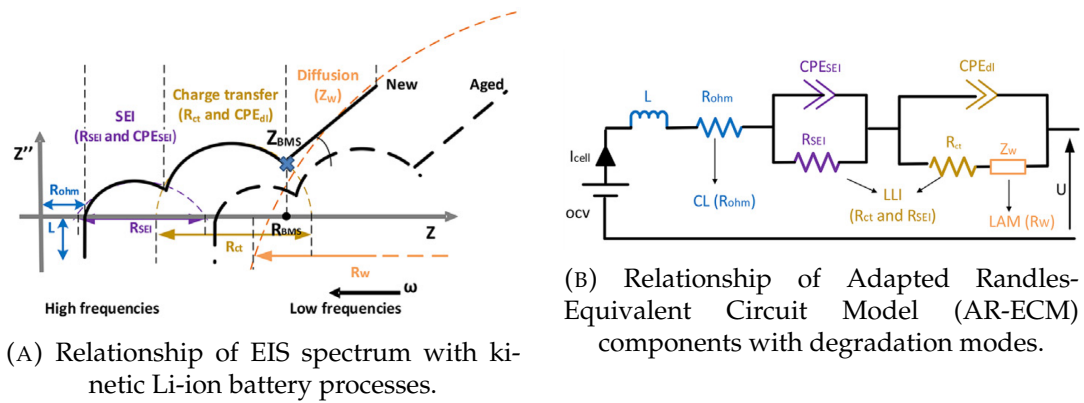 Diffusion
(Zw)
New
Aged
Charge transfer
(Rct and CPEdl)
SEI
(RSEI and CPESEI)
ZBMS
Z''
Rohm
L
RSEI
RBMS
Z
Rct
RW
ω
High frequencies
Low frequencies
(A) Relationship of EIS spectrum with ki-
netic Li-ion battery processes.
CPESEI
CPEdl
L
Rohm
RSEI
Rct
Zw
Icell
OCV
U
CL (Rohm)
LLI
(Rct and RSEI)
LAM (RW)
(B) Relationship of Adapted Randles-
Equivalent Circuit Model (AR-ECM)
components with degradation modes.